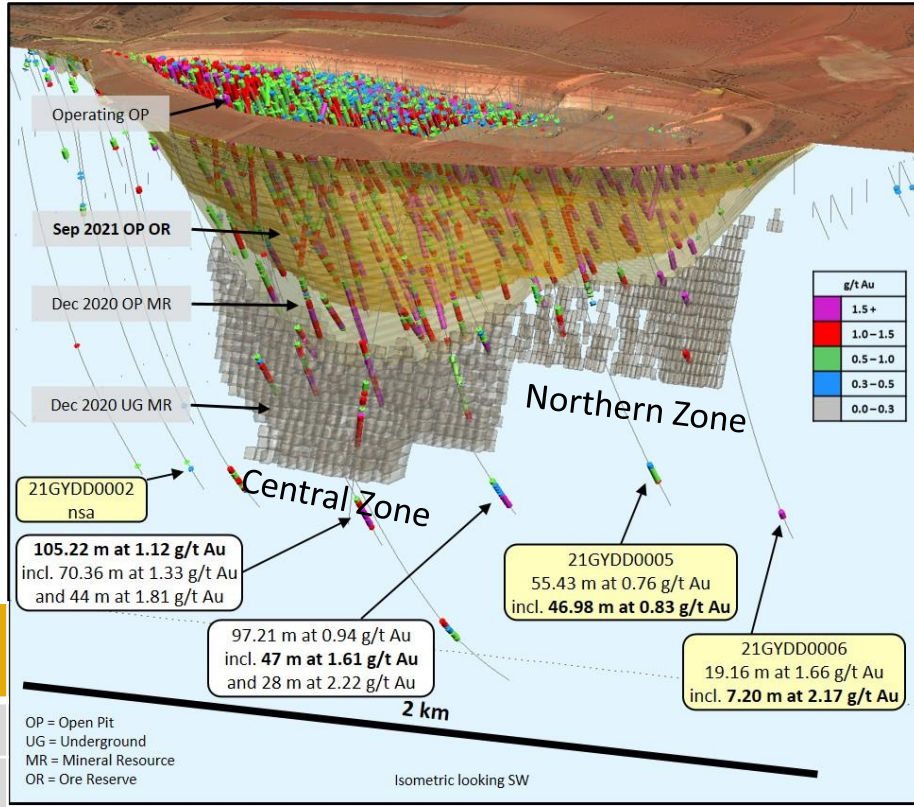 Operating OP
Sep 2021 OP OR
Dec 2020 OP MR
Dec 2020 UG MR
g/t Au
1.5+
1.0–1.5
0.5–1.0
0.3–0.5
0.0–0.3
Northern Zone
Central Zone
21GYDD0002
nsa
105.22 m at 1.12 g/t Au
incl. 70.36 m at 1.33 g/t Au
and 44 m at 1.81 g/t Au
97.21 m at 0.94 g/t Au
incl. 47 m at 1.61 g/t Au
and 28 m at 2.22 g/t Au
21GYDD0005
55.43 m at 0.76 g/t Au
incl. 46.98 m at 0.83 g/t Au
21GYDD0006
19.16 m at 1.66 g/t Au
incl. 7.20 m at 2.17 g/t Au
2 km
OP = Open Pit
UG = Underground
MR = Mineral Resource
OR = Ore Reserve
Isometric looking SW